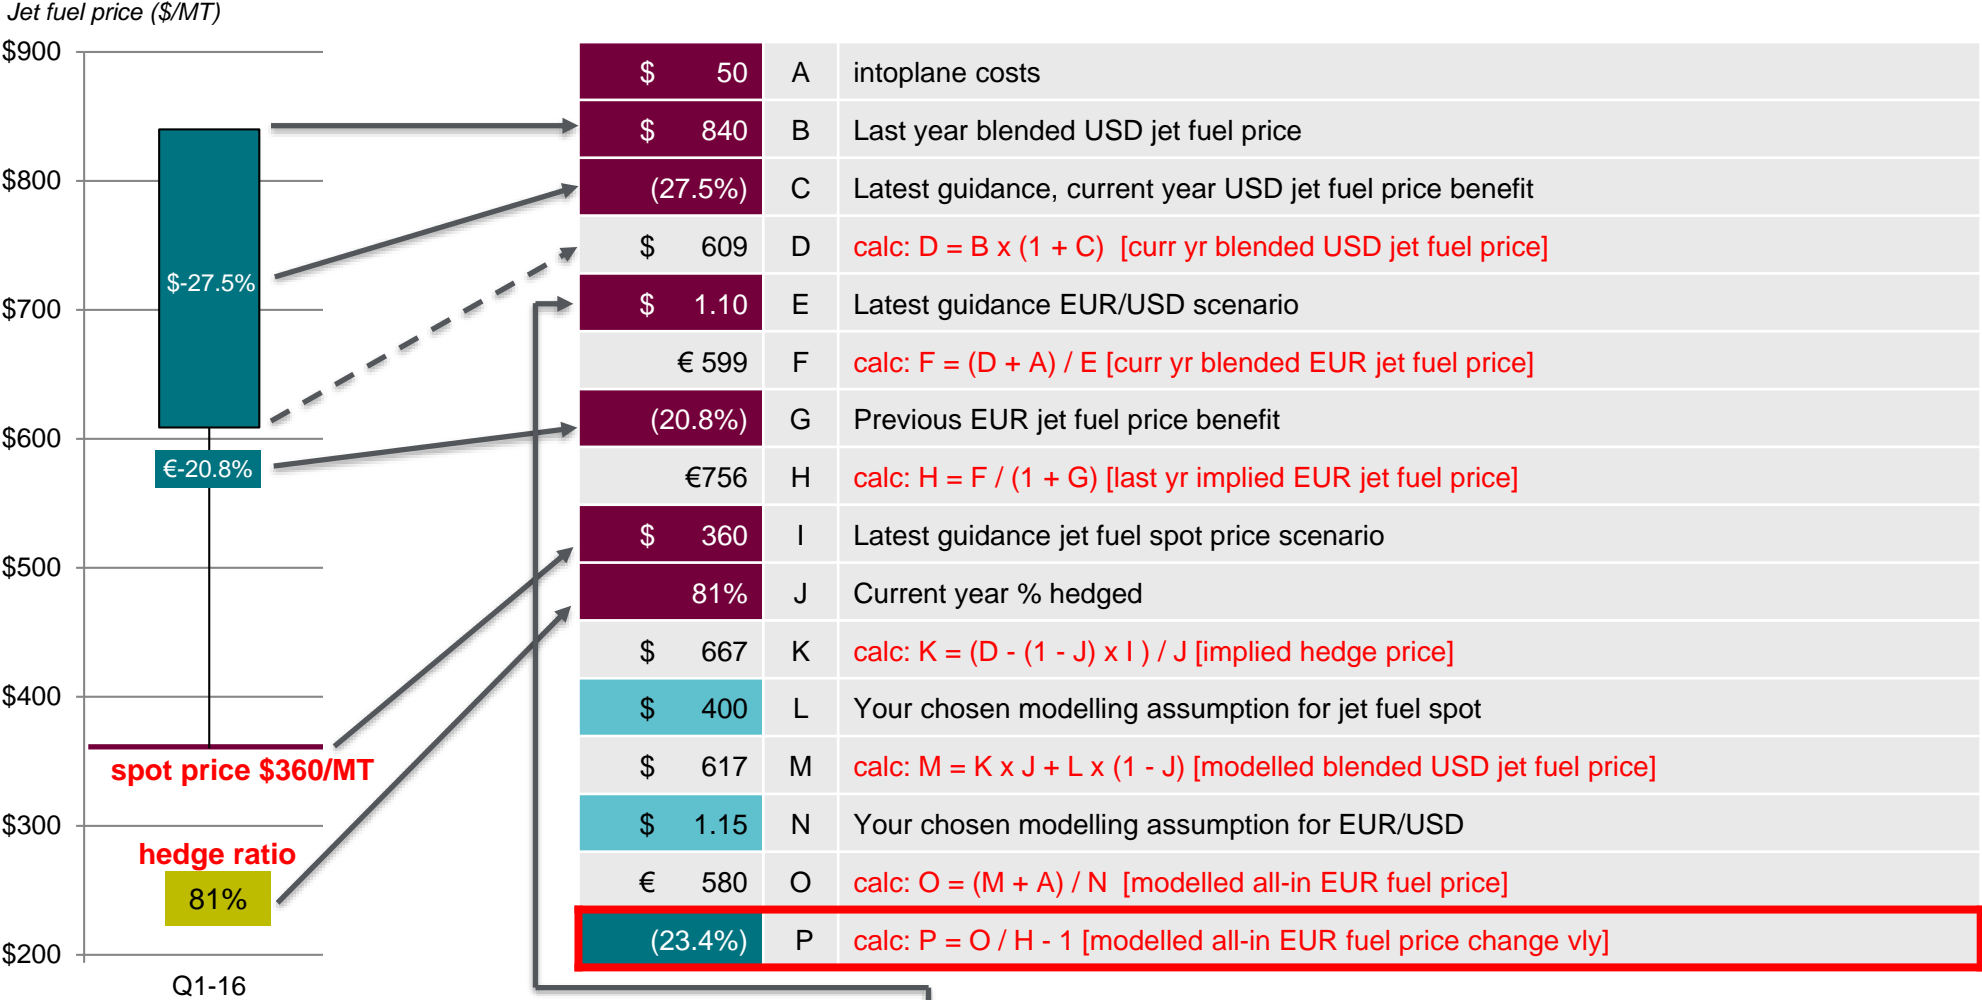 Jet fuel price ($/MT)
$900
$800
$700
$600
$500
$400
$300
$200
$-27.5%
€-20.8%
spot price $360/MT
hedge ratio
81%
Q1-16
$ 50 A intoplane costs
$ 840 B Last year blended USD jet fuel price
(27.5%) C Latest guidance, current year USD jet fuel price benefit
$ 609 D calc: D = B x (1 + C) [curr yr blended USD jet fuel price]
$ 1.10 E Latest guidance EUR/USD scenario
€ 599 F calc: F = (D + A) / E [curr yr blended EUR jet fuel price]
(20.8%) G Previous EUR jet fuel price benefit
€756 H calc: H = F / (1 + G) [last yr implied EUR jet fuel price]
$ 360 I Latest guidance jet fuel spot price scenario
81% J Current year % hedged
$ 667 K calc: K = (D - (1 - J) x I ) / J [implied hedge price]
$ 400 L Your chosen modelling assumption for jet fuel spot
$ 617 M calc: M = K x J + L x (1 - J) [modelled blended USD jet fuel price]
$ 1.15 N Your chosen modelling assumption for EUR/USD
€ 580 O calc: O = (M + A) / N [modelled all-in EUR fuel price]
(23.4%) P calc: P = O / H - 1 [modelled all-in EUR fuel price change vly]